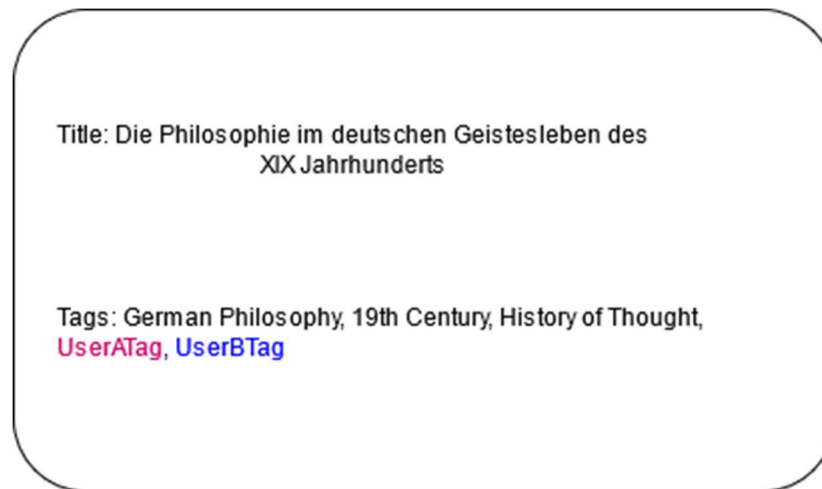 Title: Die Philosophie im deutschen Geistesleben des
XIX Jahrhunderts
Tags: German Philosophy, 19th Century, History of Thought,
UserATag, UserBTag